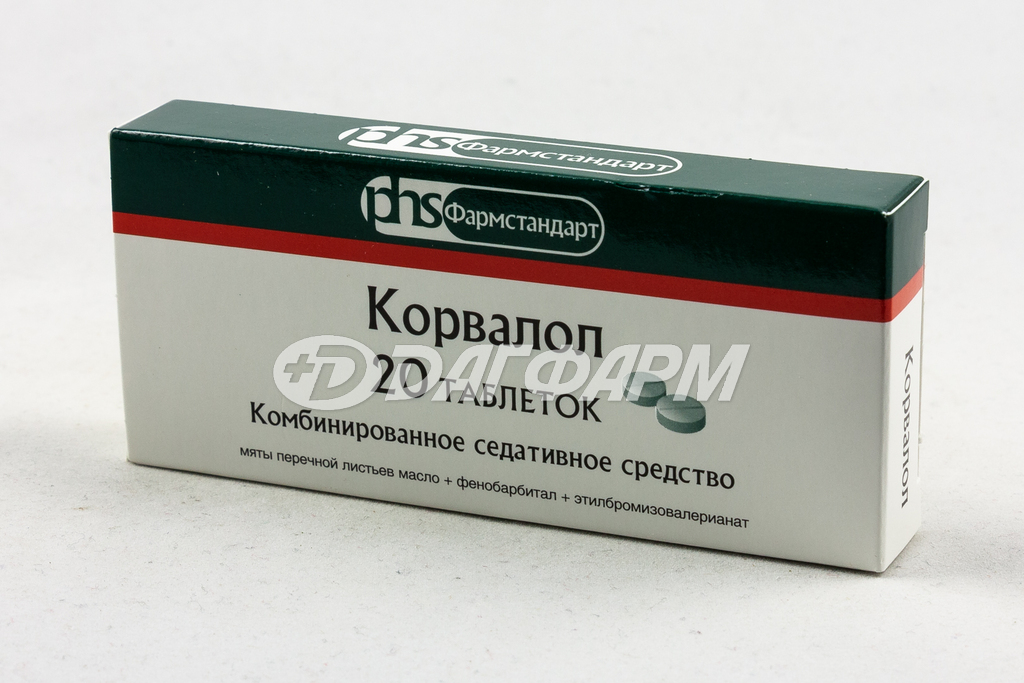 phs Фармстандарт
phs Фармстандарт
Корвалол
20 таблеток
Комбинированное седативное средство
мяты перечной листьев масло + фенобарбитал + этилбромизовалерианат
Корвалол
ДАГФАРМ